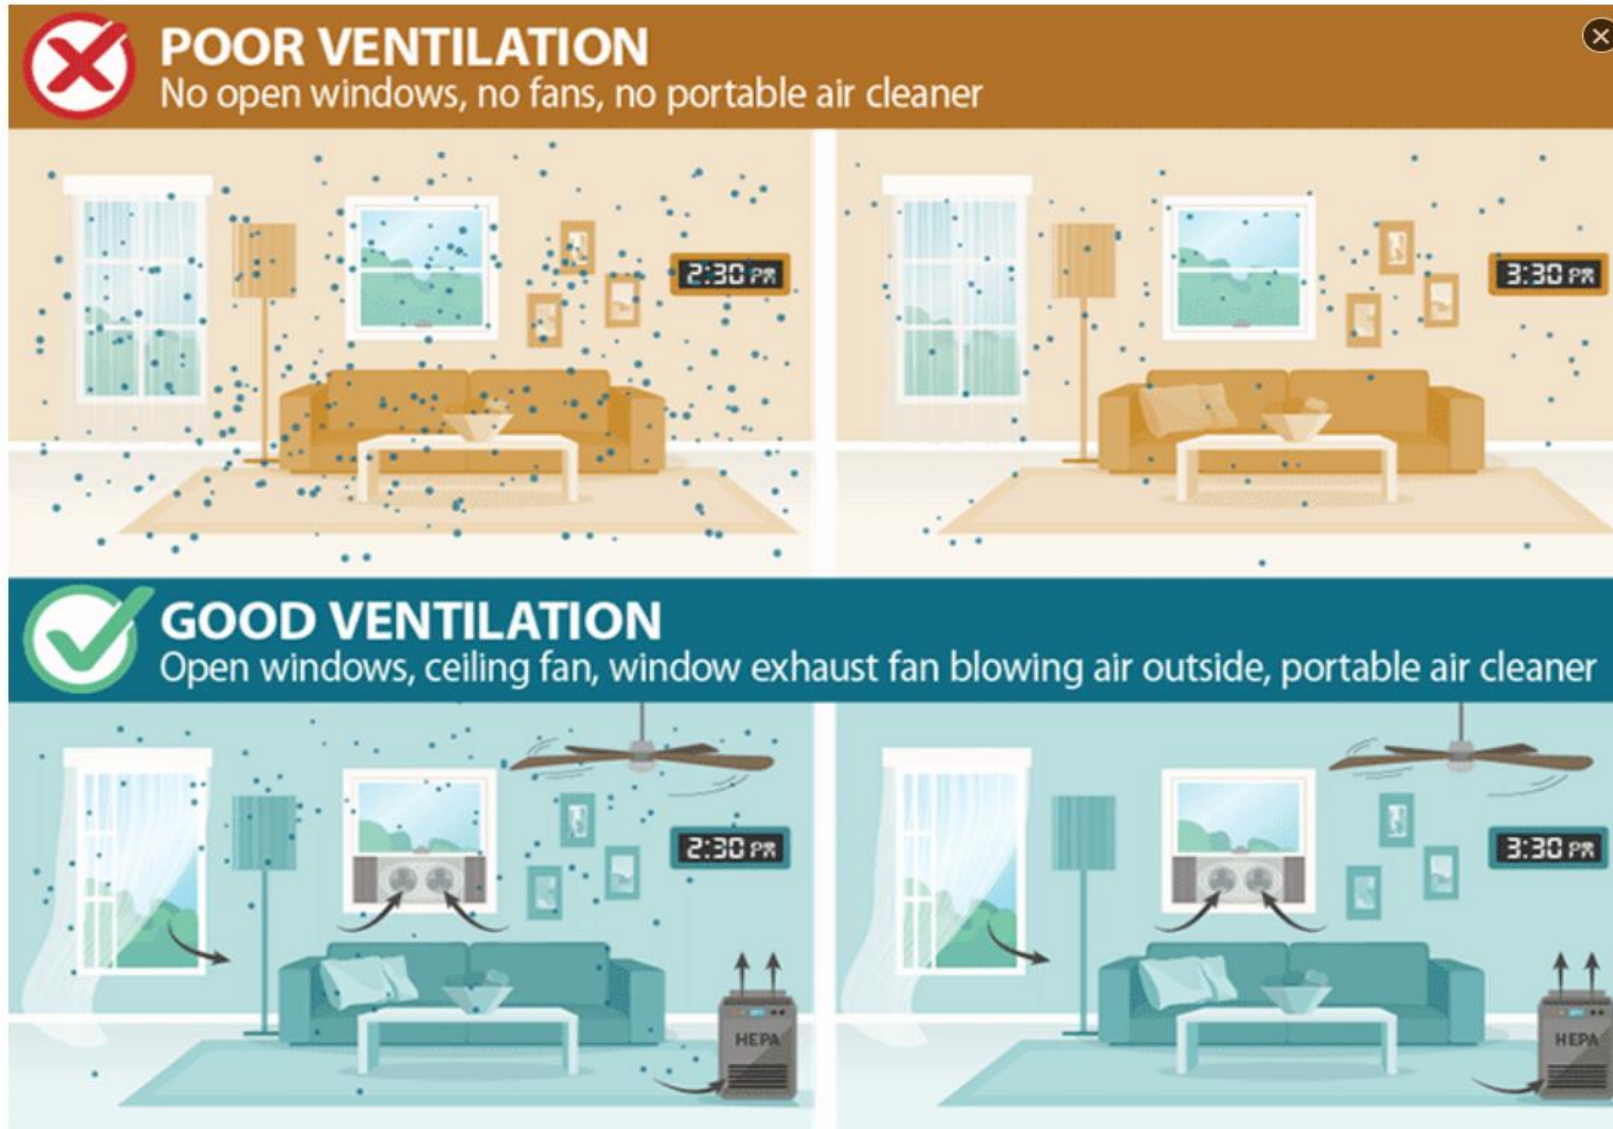 POOR VENTILATION
No open windows, no fans, no portable air cleaner
2:30 PM
3:30 PM
GOOD VENTILATION
Open windows, ceiling fan, window exhaust fan blowing air outside, portable air cleaner
2:30 PM
3:30 PM
HEPA
HEPA